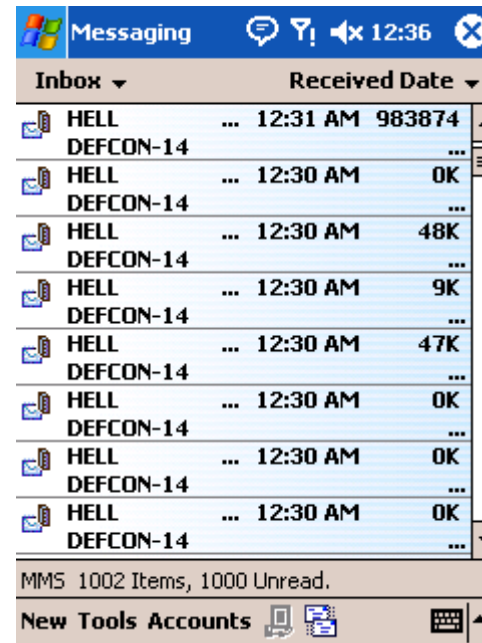 Messaging 12:36
Inbox Received Date
HELL ... 12:31 AM 983874
DEFCON-14 ...
HELL ... 12:30 AM 0K
DEFCON-14 ...
HELL ... 12:30 AM 48K
DEFCON-14 ...
HELL ... 12:30 AM 9K
DEFCON-14 ...
HELL ... 12:30 AM 47K
DEFCON-14 ...
HELL ... 12:30 AM 0K
DEFCON-14 ...
HELL ... 12:30 AM 0K
DEFCON-14 ...
HELL ... 12:30 AM 0K
DEFCON-14 ...
MMS 1002 Items, 1000 Unread.
New Tools Accounts